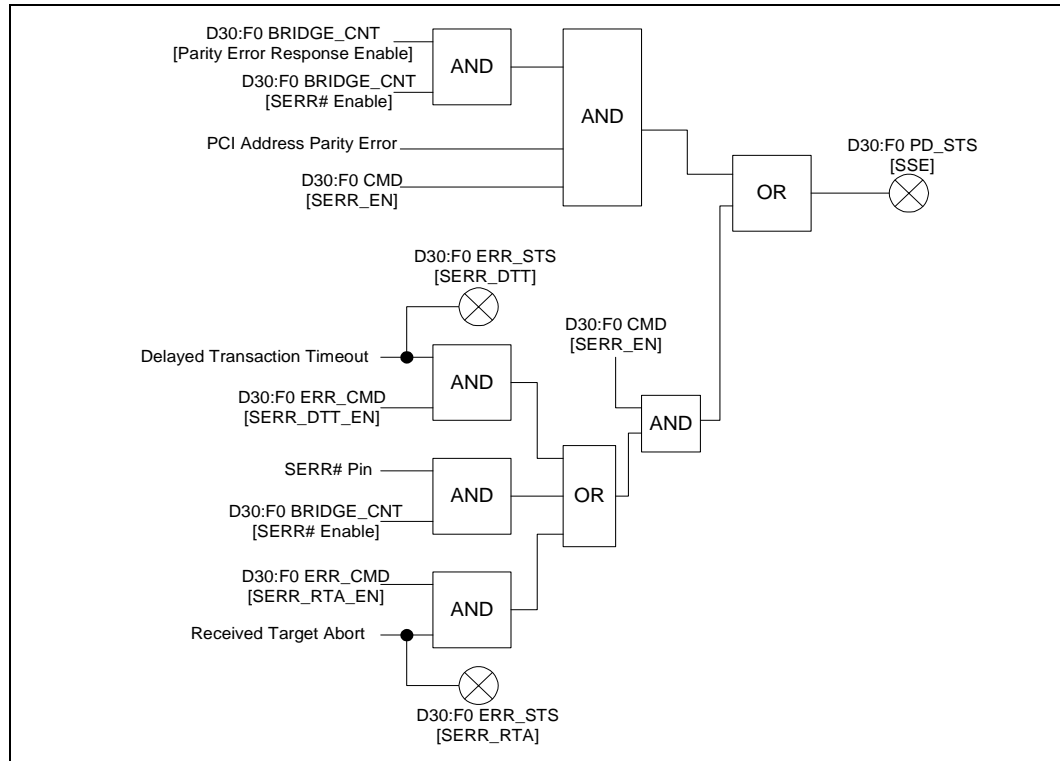 D30:F0 BRIDGE_CNT
[Parity Error Response Enable]
AND
D30:F0 BRIDGE_CNT
[SERR# Enable]
AND
PCI Address Parity Error
D30:F0 CMD
[SERR_EN]
D30:F0 PD_STS
[SSE]
OR
D30:F0 ERR_STS
[SERR_DTT]
D30:F0 CMD
[SERR_EN]
Delayed Transaction Timeout
AND
D30:F0 ERR_CMD
[SERR_DTT_EN]
AND
SERR# Pin
AND
OR
D30:F0 BRIDGE_CNT
[SERR# Enable]
D30:F0 ERR_CMD
[SERR_RTA_EN]
AND
Received Target Abort
D30:F0 ERR_STS
[SERR_RTA]